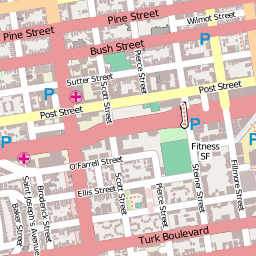 Pine Street
Wilmot Street
Pine Street
Bush Street
P
Pierce Street
Sutter Street
P
Scott Street
Post Street
Post Street
P
P
O'Farrell Street
Fitness
SF
Ellis Street
Scott Street
Pierce Street
Steiner Street
Fillmore Street
Broderick Street
Saint Joseph's Avenue
Baker Street
Turk Boulevard